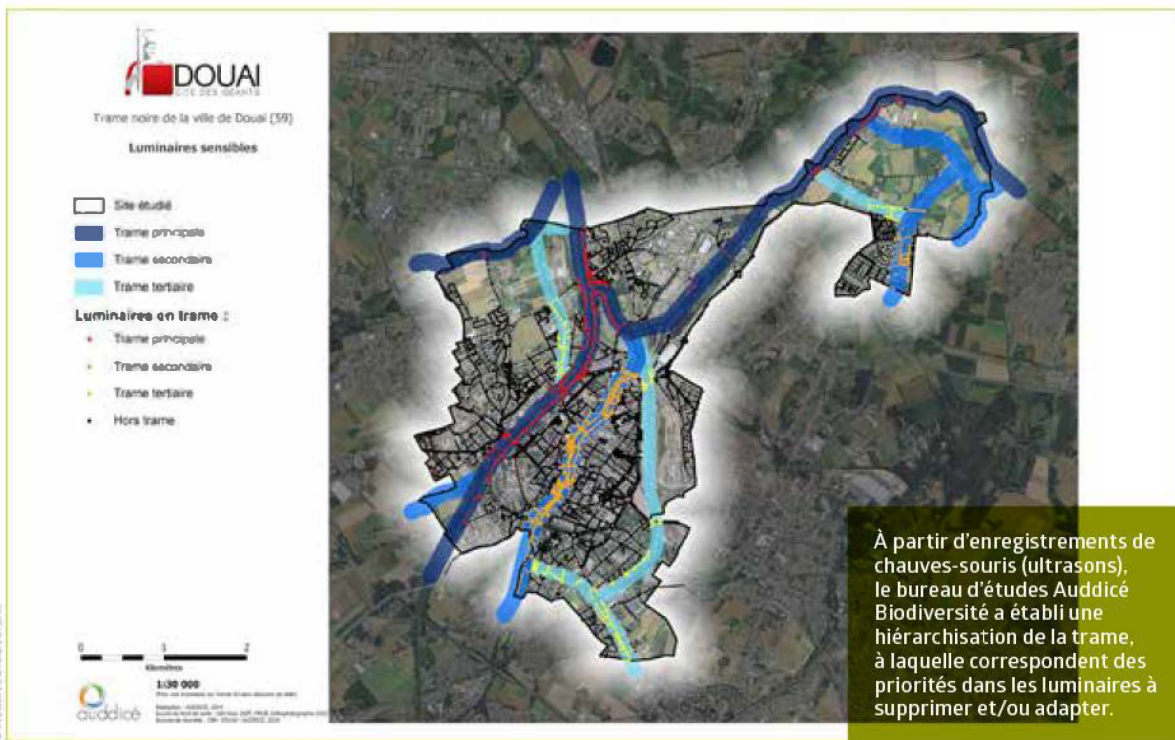 DOUAI
CITÉ DES GÉANTS
Trame noire de la ville de Douai [59]
Luminaires sensibles
Site étudié
Trame principale
Trame secondaire
Trame tertiaire
Luminaires en trame :
Trame principale
Trame secondaire
Trame tertiaire
Hors trame
0 1 2
Kilomètres
1:30 000
auddicé
À partir d'enregistrements de
chauves-souris (ultrasons),
le bureau d'études Auddicé
Biodiversité a établi une
hiérarchisation de la trame,
à laquelle correspondent des
priorités dans les luminaires à
supprimer et/ou adapter.